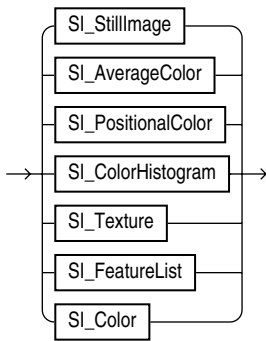 SI_StillImage
SI_AverageColor
SI_PositionalColor
SI_ColorHistogram
SI_Texture
SI_FeatureList
SI_Color